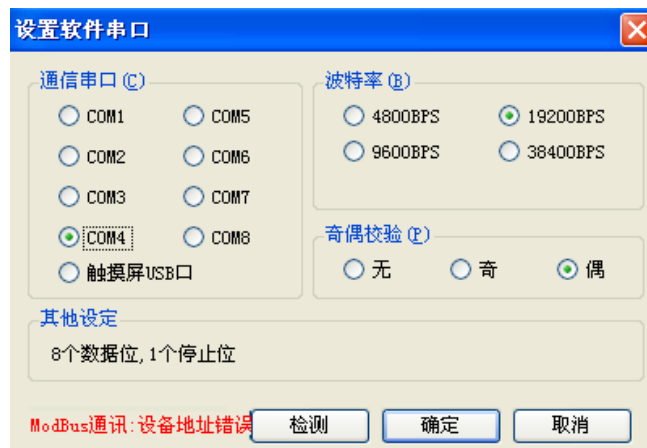 设置软件串口
通信串口(C)
COM1
COM5
COM2
COM6
COM3
COM7
COM4
COM8
触摸屏USB口
波特率(B)
4800BPS
19200BPS
9600BPS
38400BPS
奇偶校验(P)
无
奇
偶
其他设定
8个数据位,1个停止位
ModBus通讯:设备地址错误
检测
确定
取消